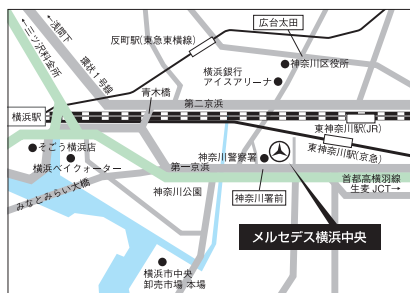 ←三ツ沢料金所
←浅間下
環状1号線
反町駅(東急東横線)
広台太田
神奈川区役所
横浜銀行
アイスアリーナ
青木橋
第二京浜
横浜駅
東神奈川駅(JR)
東神奈川駅(京急)
そごう横浜店
横浜ベイクォーター
第一京浜
神奈川警察署
首都高横羽線
生麦JCT→
みなとみらい大橋
神奈川公園
神奈川署前
メルセデス横浜中央
横浜市中央
卸売市場 本場